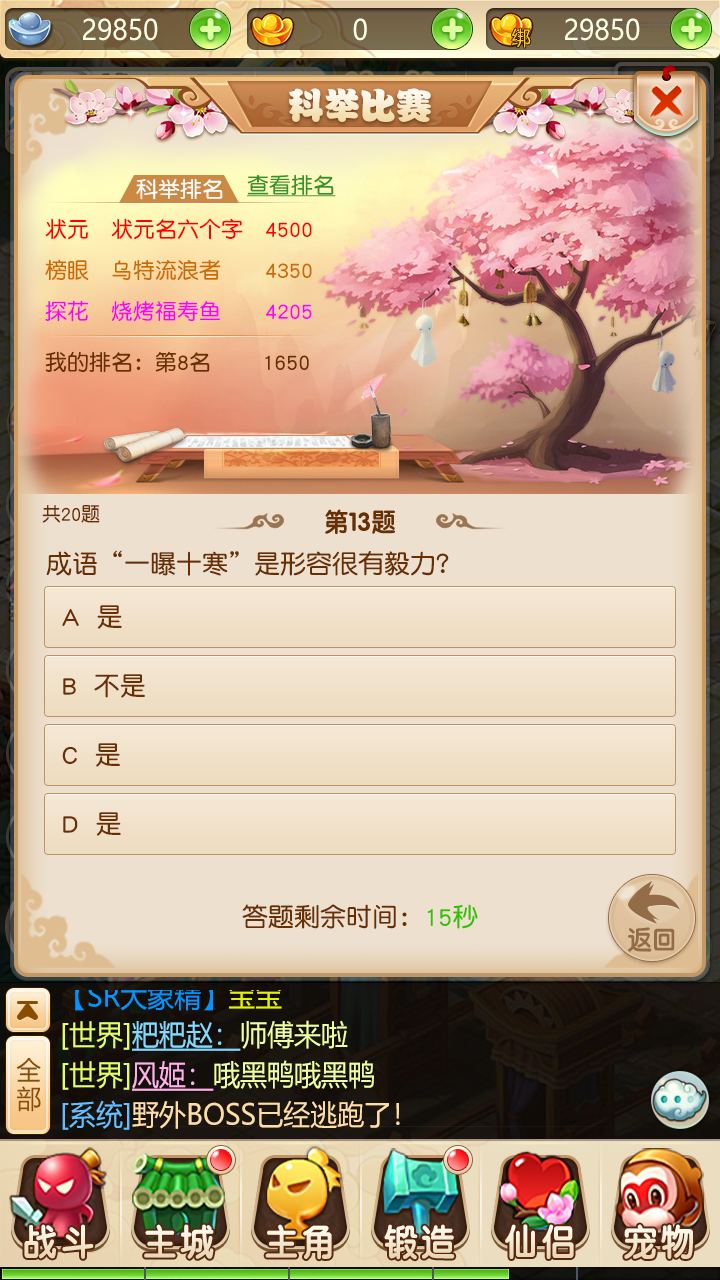 29850
0
绑
29850
科举比赛
科举排名 查看排名
状元 状元名六个字 4500
榜眼 乌特流浪者 4350
探花 烧烤福寿鱼 4205
我的排名：第8名 1650
共20题
第13题
成语“一曝十寒”是形容很有毅力？
A 是
B 不是
C 是
D 是
答题剩余时间：15秒
返回
【SR大象精】宝宝
[世界]粑粑赵：师傅来啦
[世界]风姬：哦黑鸭哦黑鸭
全部
[系统]野外BOSS已经逃跑了！
战斗 主城 主角 锻造 仙侣 宠物